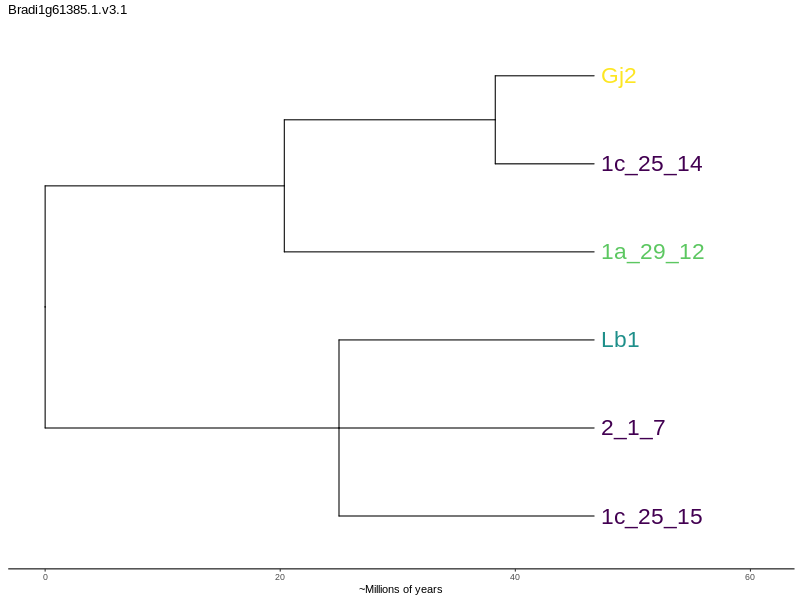 Bradi1g61385.1.v3.1
Gj2
1c_25_14
1a_29_12
Lb1
2_1_7
1c_25_15
0 20 40 60
~Millions of years